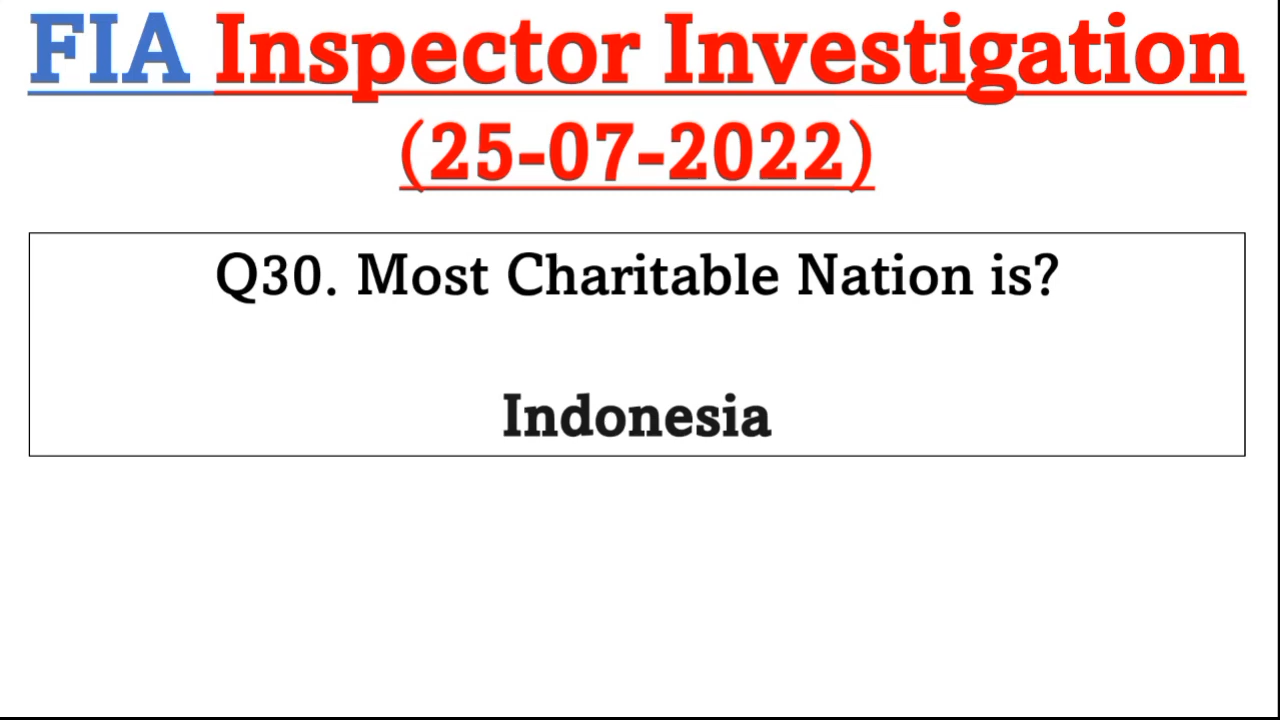 FIA Inspector Investigation
(25-07-2022)
Q30. Most Charitable Nation is?
Indonesia